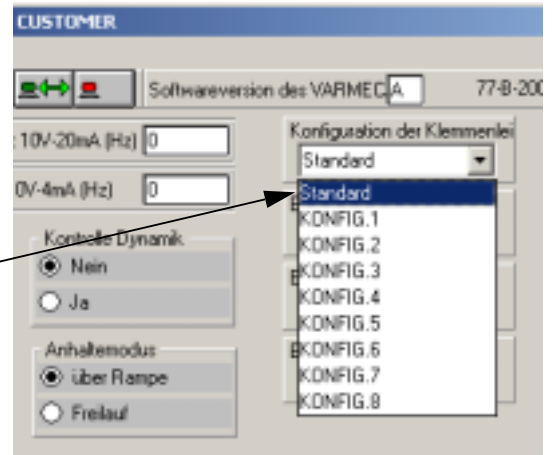 CUSTOMER
Softwareversion des VARMECA A 77-B-200
: 10V-20mA (Hz) 0
Konfiguration der Klemmenlei
Standard
0V-4mA (Hz) 0
Standard
KONFIG.1
KONFIG.2
KONFIG.3
KONFIG.4
KONFIG.5
KONFIG.6
KONFIG.7
KONFIG.8
Kontrolle Dynamik
Nein
Ja
Anhaltemodus
über Rampe
Freilauf